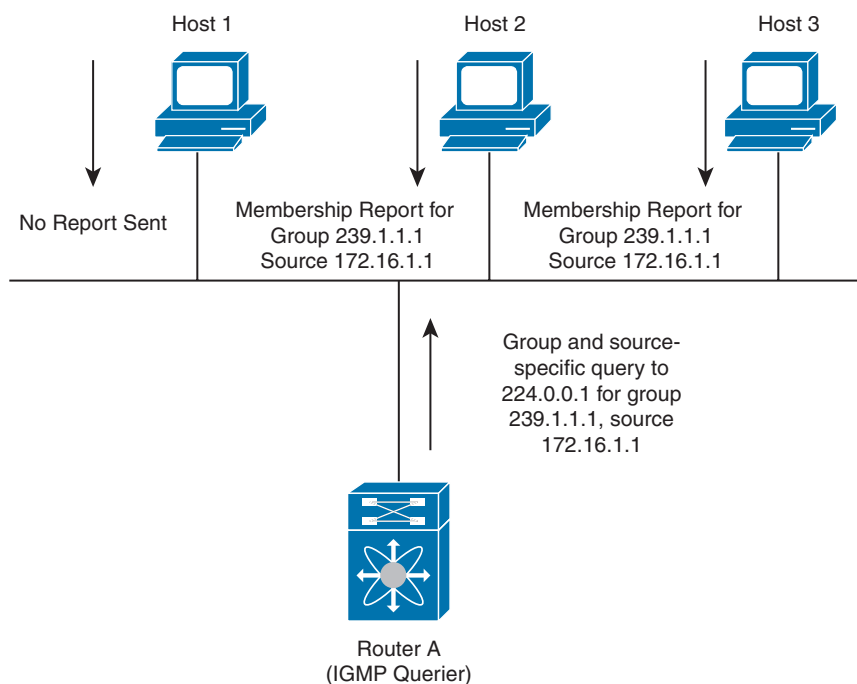 Host 1
Host 2
Host 3
No Report Sent
Membership Report for
Group 239.1.1.1
Source 172.16.1.1
Membership Report for
Group 239.1.1.1
Source 172.16.1.1
Group and source-
specific query to
224.0.0.1 for group
239.1.1.1, source
172.16.1.1
Router A
(IGMP Querier)